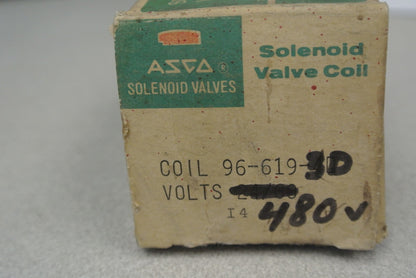 ASCO®
SOLENOID VALVES
Solenoid
Valve Coil
COIL 96-619-3D
VOLTS
I4 480v